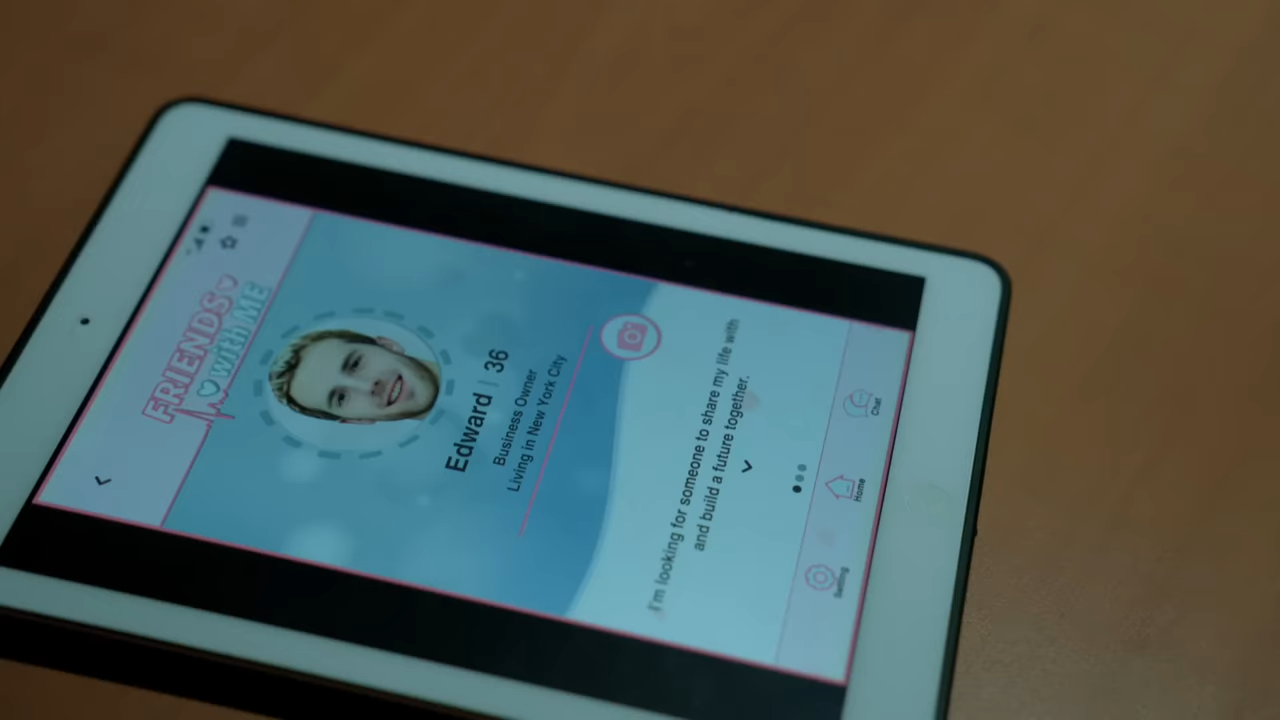 FRIENDS
with ME
Edward | 36
Business Owner
Living in New York City
I'm looking for someone to share my life with
and build a future together.
Setting
Home
Chat